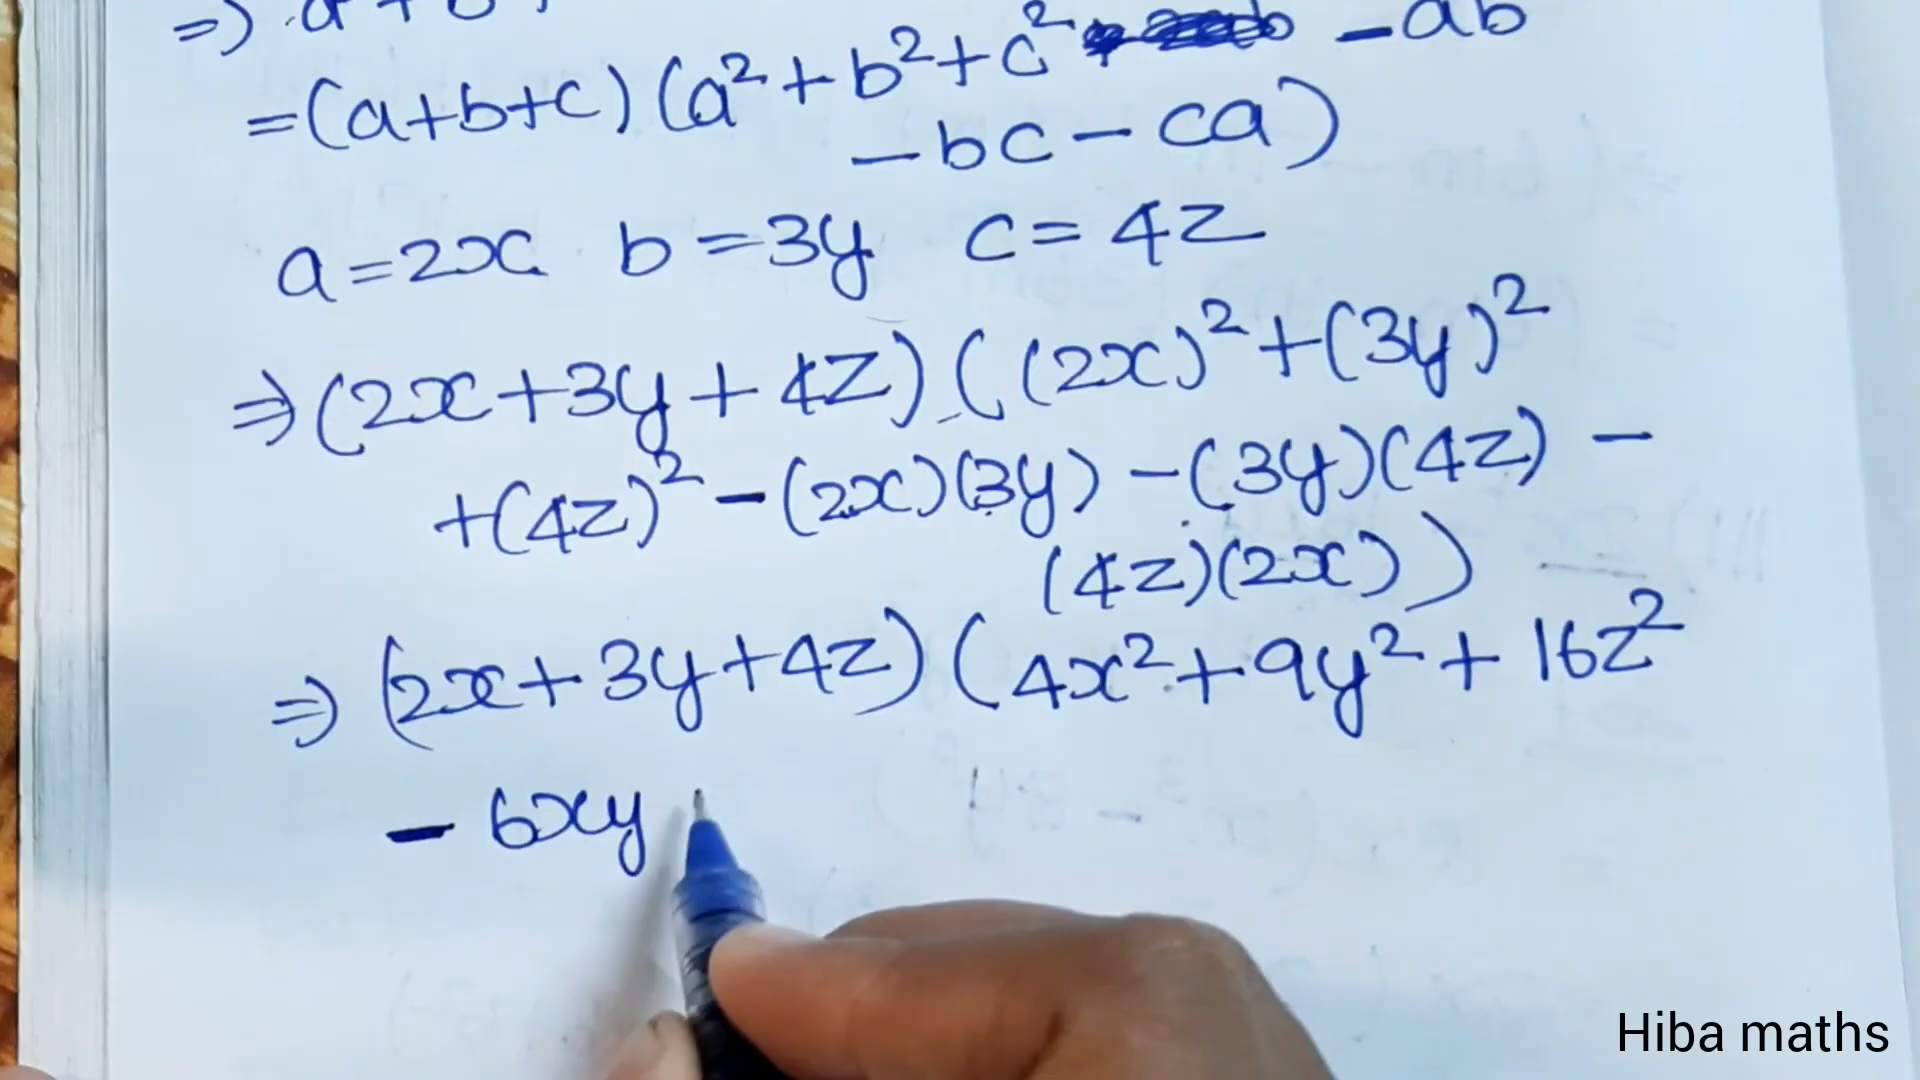 =) a + b
=(a+b+c) (a²+b²+c² -ab
-bc - ca)
a=2x b=3y c=4z
⇒(2x+3y+4z) ((2x)²+(3y)²
+(4z)² -(2x)(3y) -(3y)(4z) -
(4z)(2x))
⇒ (2x+3y+4z) (4x²+9y²+16z²
- 6xy
Hiba maths